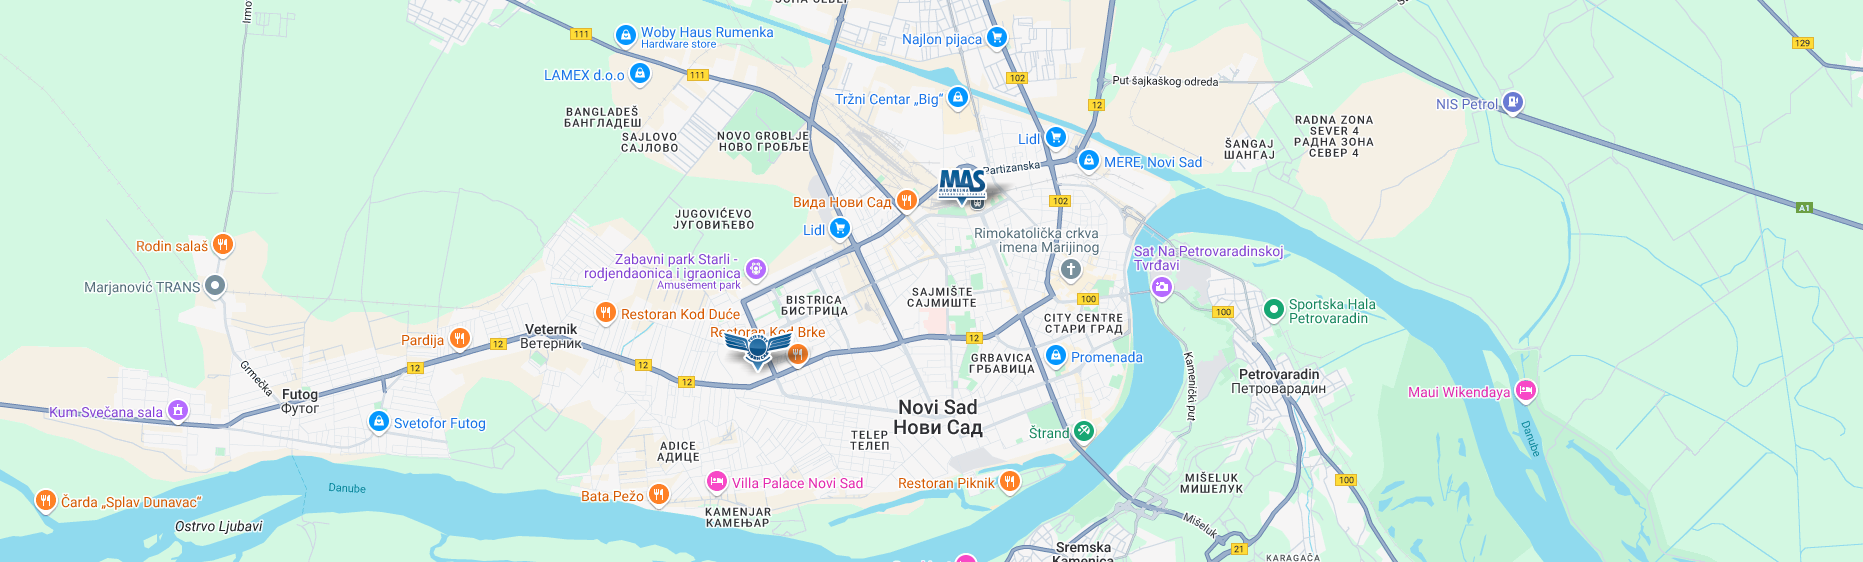 ЗОНА СЕВЕР
Irmo
111
Woby Haus Rumenka
Hardware store
Najlon pijaca
129
LAMEX d.o.o
111
102
Put šajkaškog odreda
Tržni Centar „Big“
12
NIS Petrol
BANGLADEŠ
БАНГЛАДЕШ
SAJLOVO
САЈЛОВО
NOVO GROBLJE
НОВО ГРОБЉЕ
Lidl
RADNA ZONA
SEVER 4
РАДНА ЗОНА
СЕВЕР 4
ŠANGAJ
ШАНГАЈ
Partizanska
MERE, Novi Sad
MAS
Вида Нови Сад
102
A1
JUGOVIĆEVO
ЈУГОВИЋЕВО
Lidl
Rimokatolička crkva
imena Marijinog
Rodin salaš
Sat Na Petrovaradinskoj
Tvrđavi
Zabavni park Starli -
rodjendaonica i igraonica
Amusement park
Marjanović TRANS
BISTRICA
БИСТРИЦА
SAJMIŠTE
САЈМИШТЕ
100
Sportska Hala
Petrovaradin
100
Restoran Kod Duće
CITY CENTRE
СТАРИ ГРАД
Veternik
Ветерник
Restoran Kod Brke
Pardija
12
12
GRBAVICA
ГРБАВИЦА
Promenada
Kamenički put
Grmečka
12
12
12
Petrovaradin
Петроварадин
Futog
Футог
Maui Wikendaya
Kum Svečana sala
Svetofor Futog
Novi Sad
Нови Сад
Štrand
Danube
TELEP
ТЕЛЕП
ADICE
АДИЦЕ
Danube
Villa Palace Novi Sad
Restoran Piknik
MIŠELUK
МИШЕЛУК
100
Bata Pežo
Čarda „Splav Dunavac“
KAMENJAR
КАМЕЊАР
Ostrvo Ljubavi
Mišeluk
Sremska
Kamenica
21
KARAGAČA